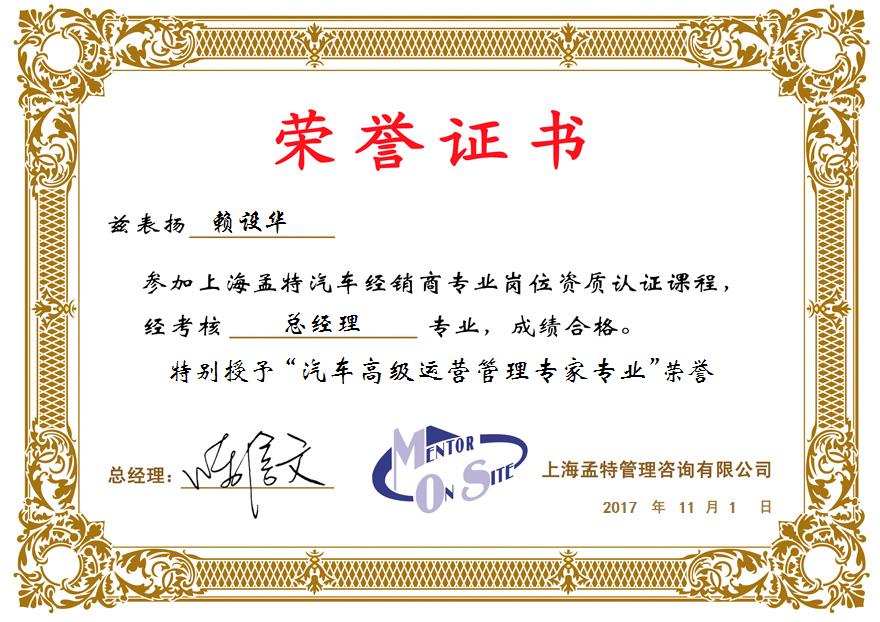 荣誉证书
兹表扬 赖设华
参加上海孟特汽车经销商专业岗位资质认证课程，
经考核 总经理 专业，成绩合格。
特别授予“汽车高级运营管理专家专业”荣誉
总经理：
MENTOR
ON SITE
上海孟特管理咨询有限公司
2017 年 11 月 1 日